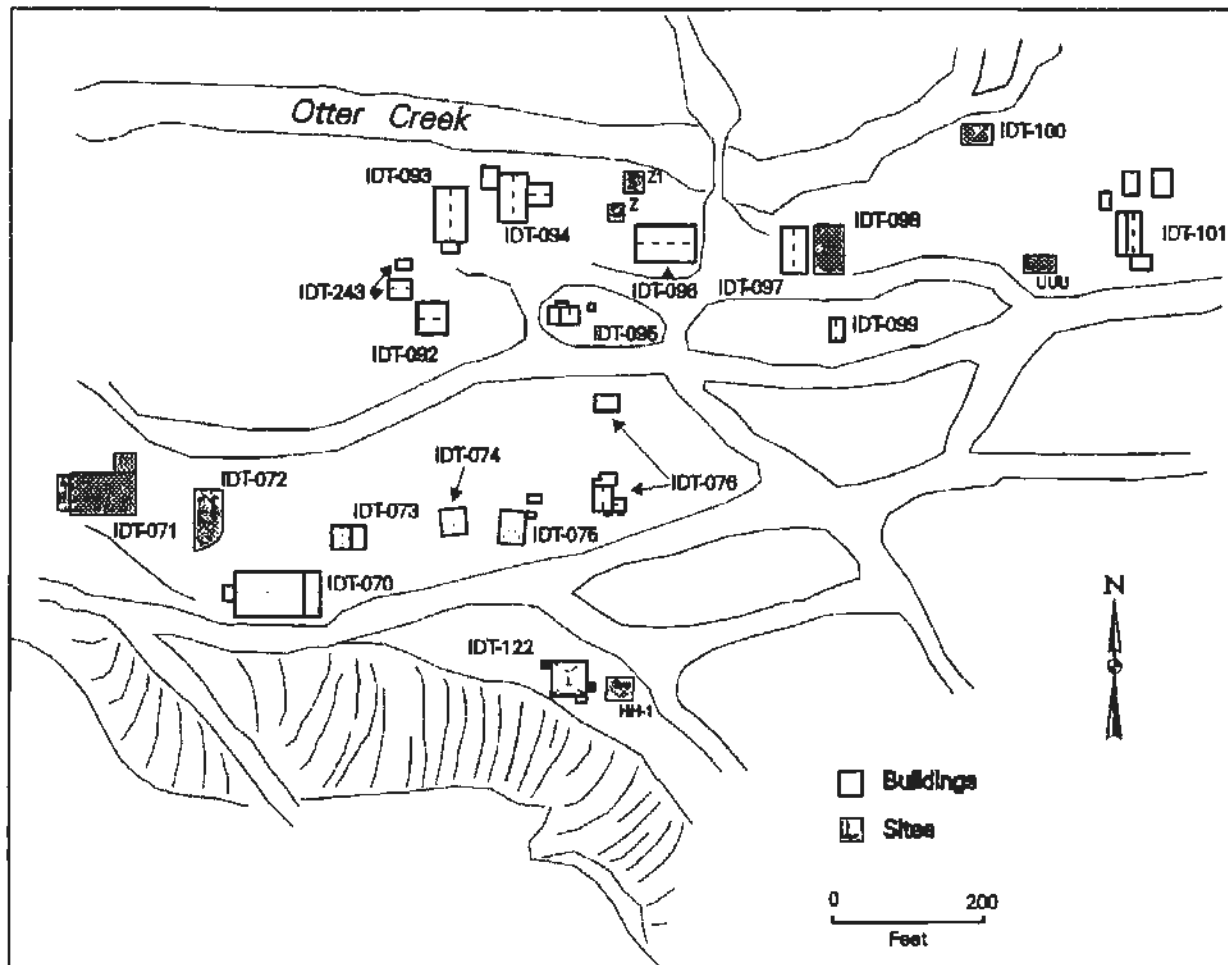 Otter Creek
IDT-100
IDT-093
Z1
Z
IDT-094
IDT-098
IDT-101
UUU
IDT-243
IDT-096
IDT-097
IDT-095
IDT-099
IDT-092
IDT-074
IDT-072
IDT-076
IDT-071
IDT-073
IDT-075
IDT-070
N
IDT-122
HH-1
Buildings
Sites
0 200
Feet